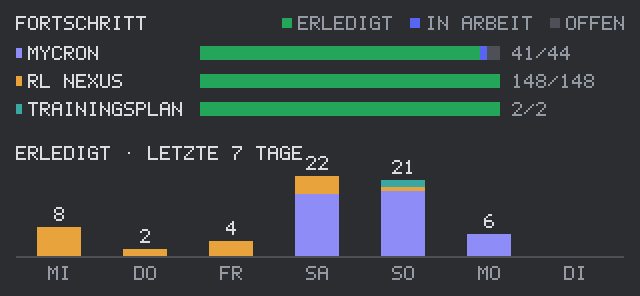 FORTSCHRITT ERLEDIGT IN ARBEIT OFFEN
MYCRON 41/44
RL NEXUS 148/148
TRAININGSPLAN 2/2
ERLEDIGT · LETZTE 7 TAGE
8 2 4 22 21 6
MI DO FR SA SO MO DI